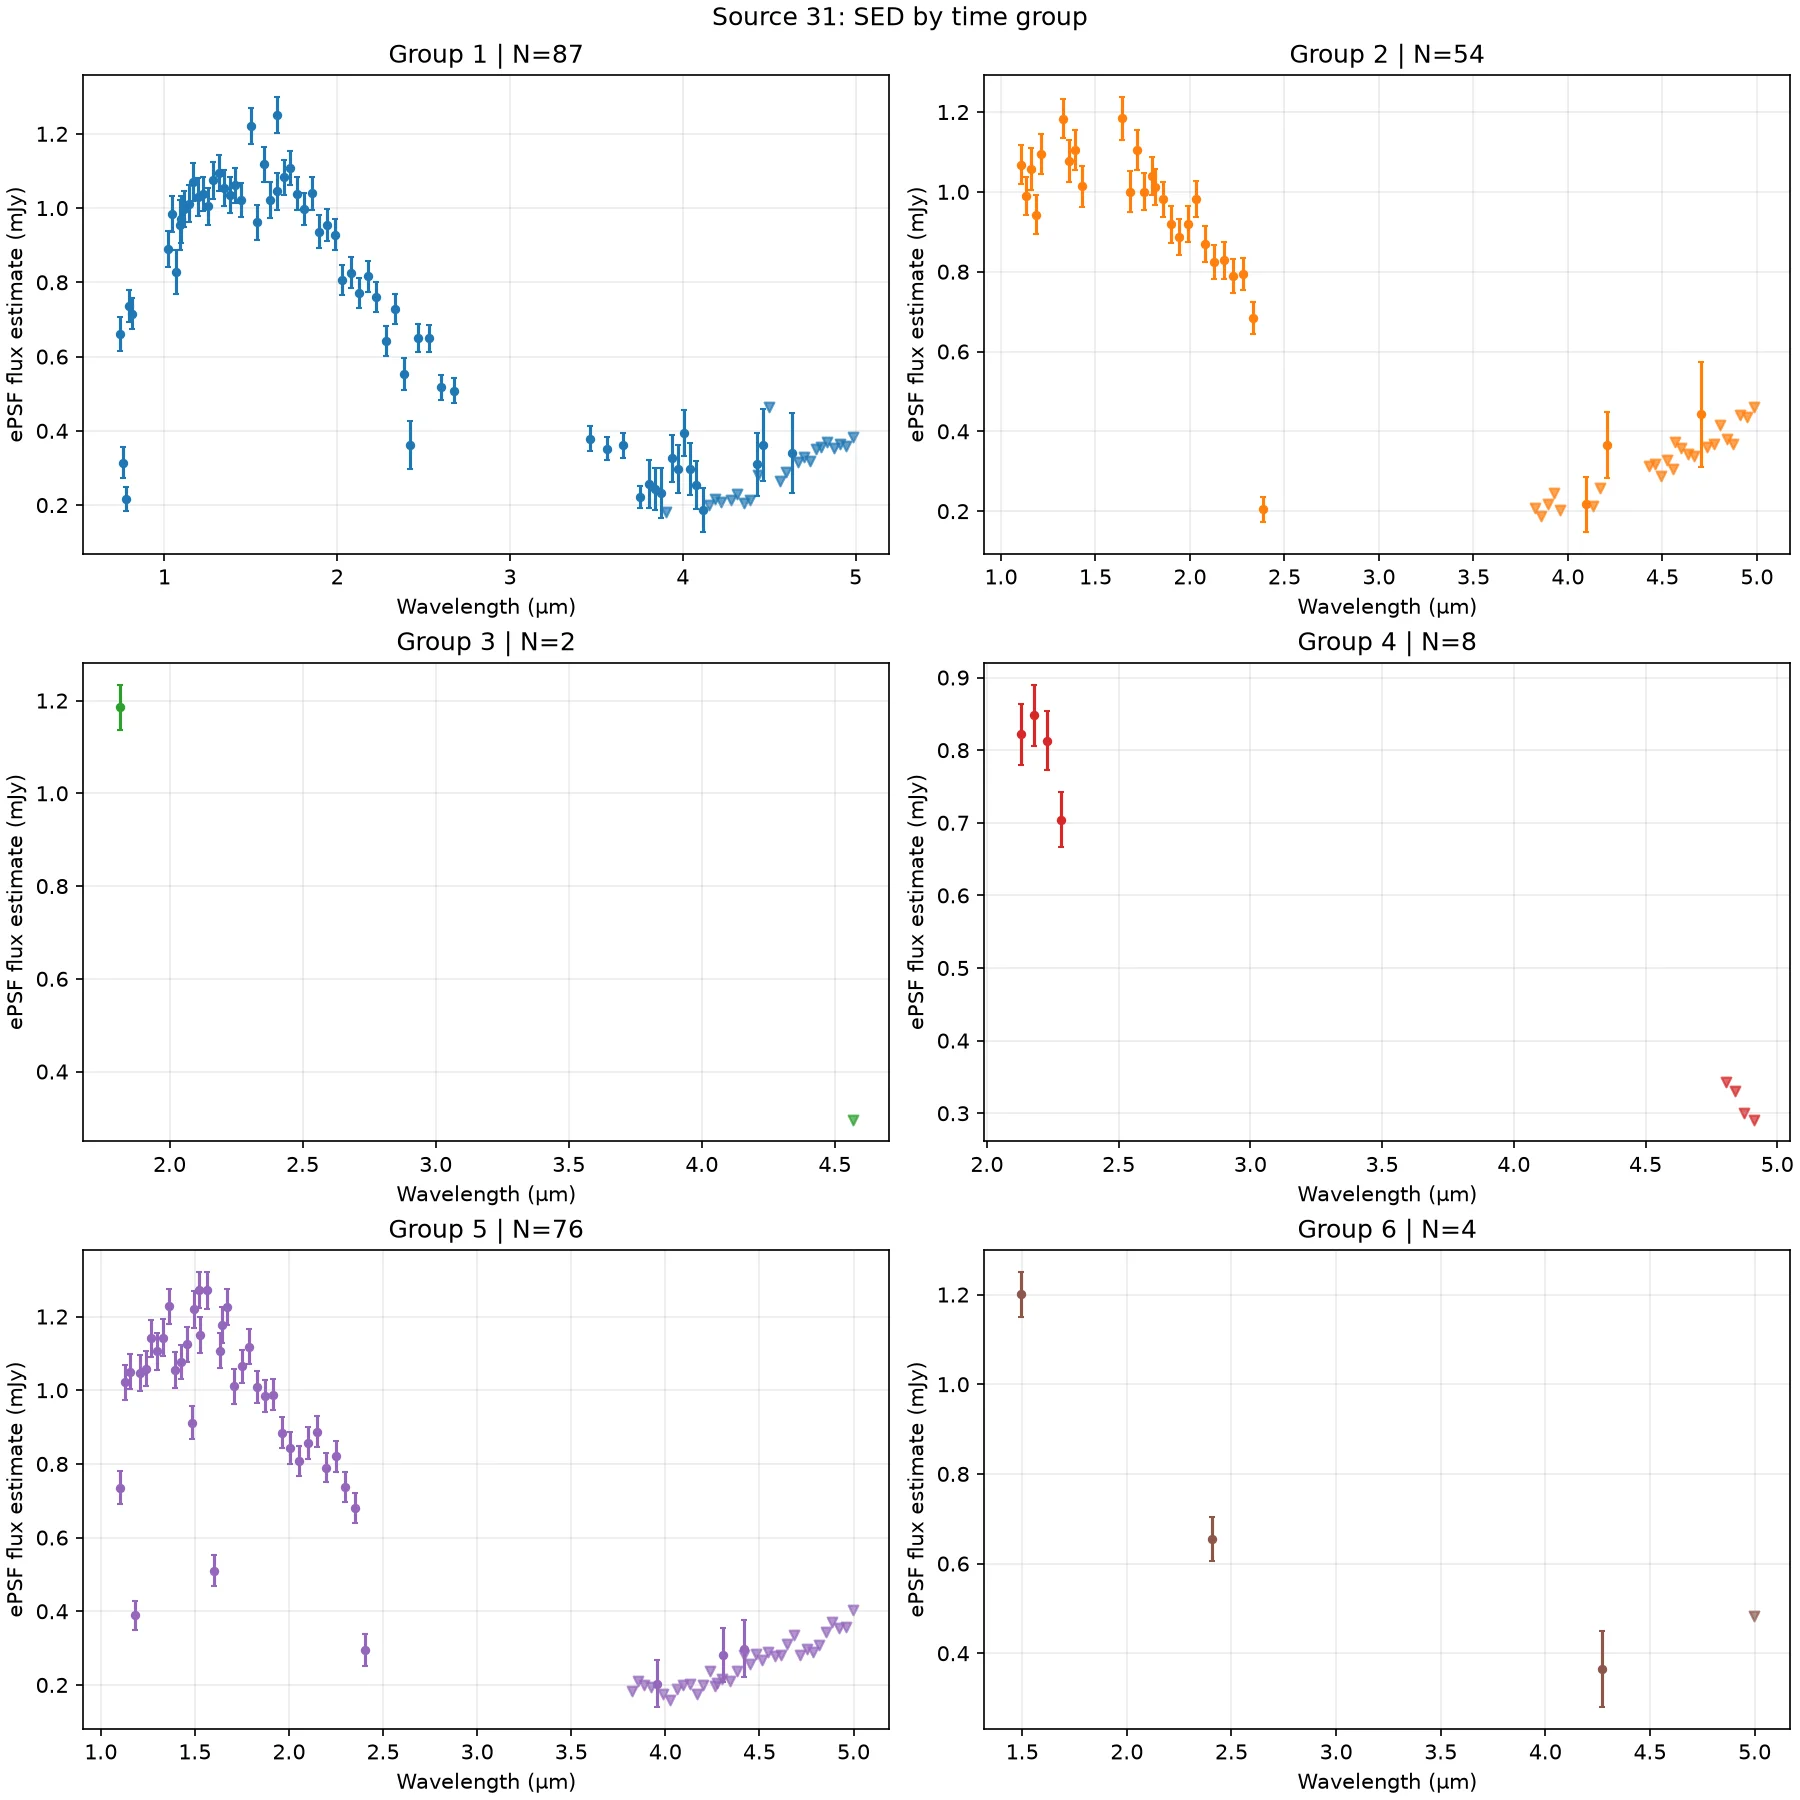 Source 31: SED by time group
Group 1 | N=87
ePSF flux estimate (mJy)
1.2
1.0
0.8
0.6
0.4
0.2
1 2 3 4 5
Wavelength (μm)
Group 2 | N=54
ePSF flux estimate (mJy)
1.2
1.0
0.8
0.6
0.4
0.2
1.0 1.5 2.0 2.5 3.0 3.5 4.0 4.5 5.0
Wavelength (μm)
Group 3 | N=2
ePSF flux estimate (mJy)
1.2
1.0
0.8
0.6
0.4
2.0 2.5 3.0 3.5 4.0 4.5
Wavelength (μm)
Group 4 | N=8
ePSF flux estimate (mJy)
0.9
0.8
0.7
0.6
0.5
0.4
0.3
2.0 2.5 3.0 3.5 4.0 4.5 5.0
Wavelength (μm)
Group 5 | N=76
ePSF flux estimate (mJy)
1.2
1.0
0.8
0.6
0.4
0.2
1.0 1.5 2.0 2.5 3.0 3.5 4.0 4.5 5.0
Wavelength (μm)
Group 6 | N=4
ePSF flux estimate (mJy)
1.2
1.0
0.8
0.6
0.4
1.5 2.0 2.5 3.0 3.5 4.0 4.5 5.0
Wavelength (μm)